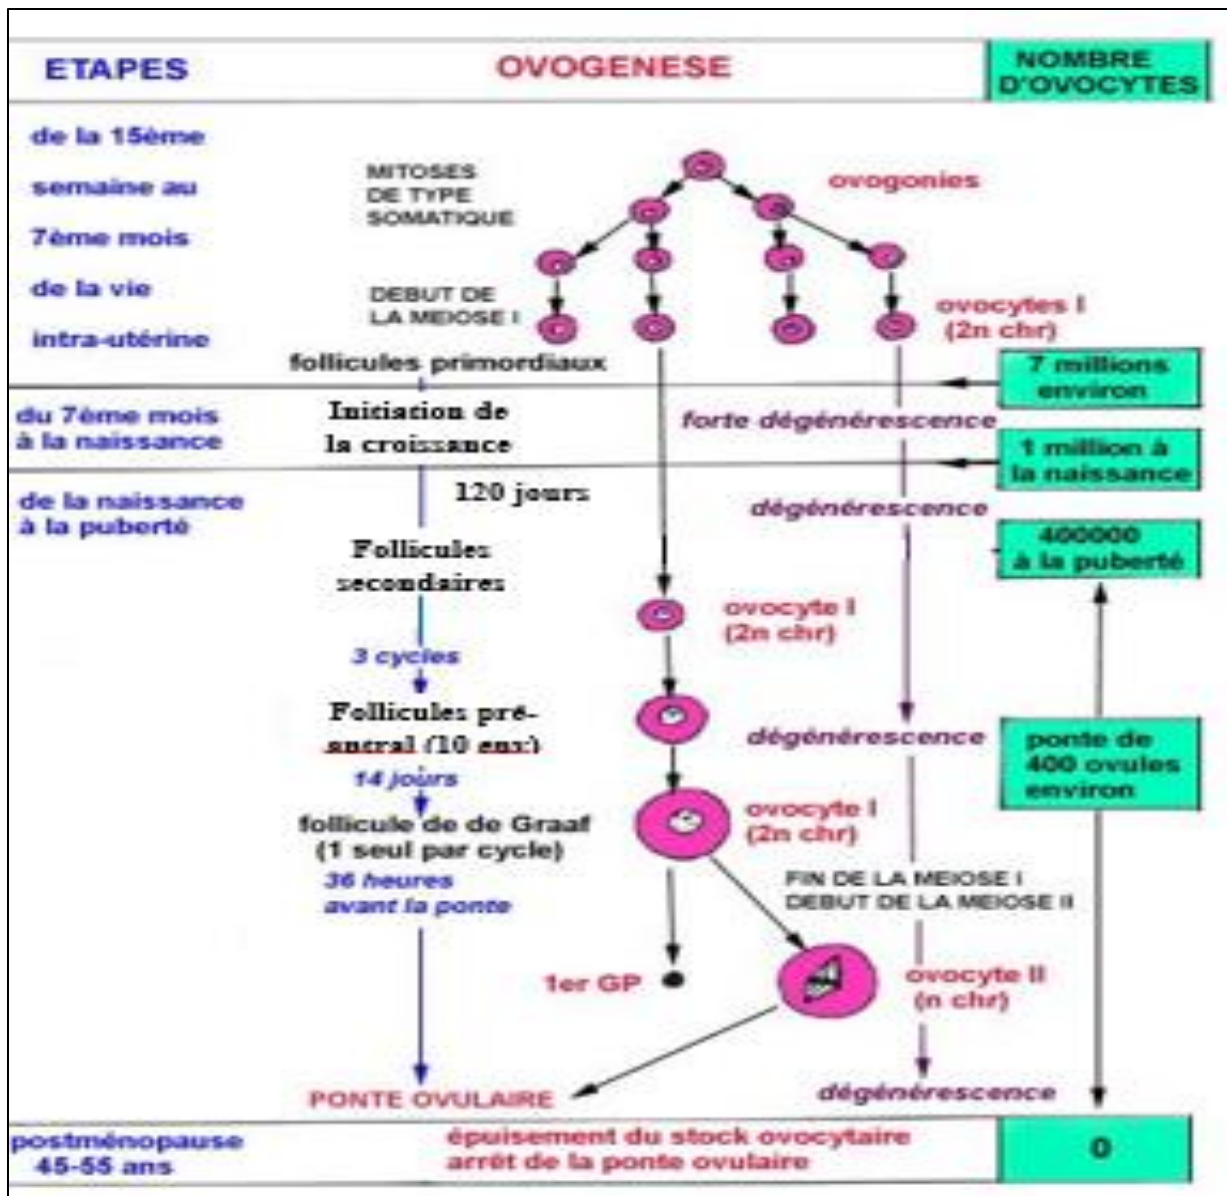 ETAPES
OVOGENESE
NOMBRE
D'OVOCYTES
de la 15ème
semaine au
7ème mois
de la vie
intra-utérine
MITOSES
DE TYPE
SOMATIQUE
ovogonies
DEBUT DE
LA MEIOSE I
ovocytes I
(2n chr)
follicules primordiaux
7 millions
environ
du 7ème mois
à la naissance
Initiation de
la croissance
forte dégénérescence
1 million à
la naissance
de la naissance
à la puberté
120 jours
dégénérescence
400000
à la puberté
Follicules
secondaires
ovocyte I
(2n chr)
3 cycles
Follicules pré-
antral (10 env)
dégénérescence
ponte de
400 ovules
environ
14 jours
follicule de de Graaf
(1 seul par cycle)
ovocyte I
(2n chr)
36 heures
avant la ponte
FIN DE LA MEIOSE I
DEBUT DE LA MEIOSE II
1er GP
ovocyte II
(n chr)
PONTE OVULAIRE
dégénérescence
postménopause
45-55 ans
épuisement du stock ovocytaire
arrêt de la ponte ovulaire
0